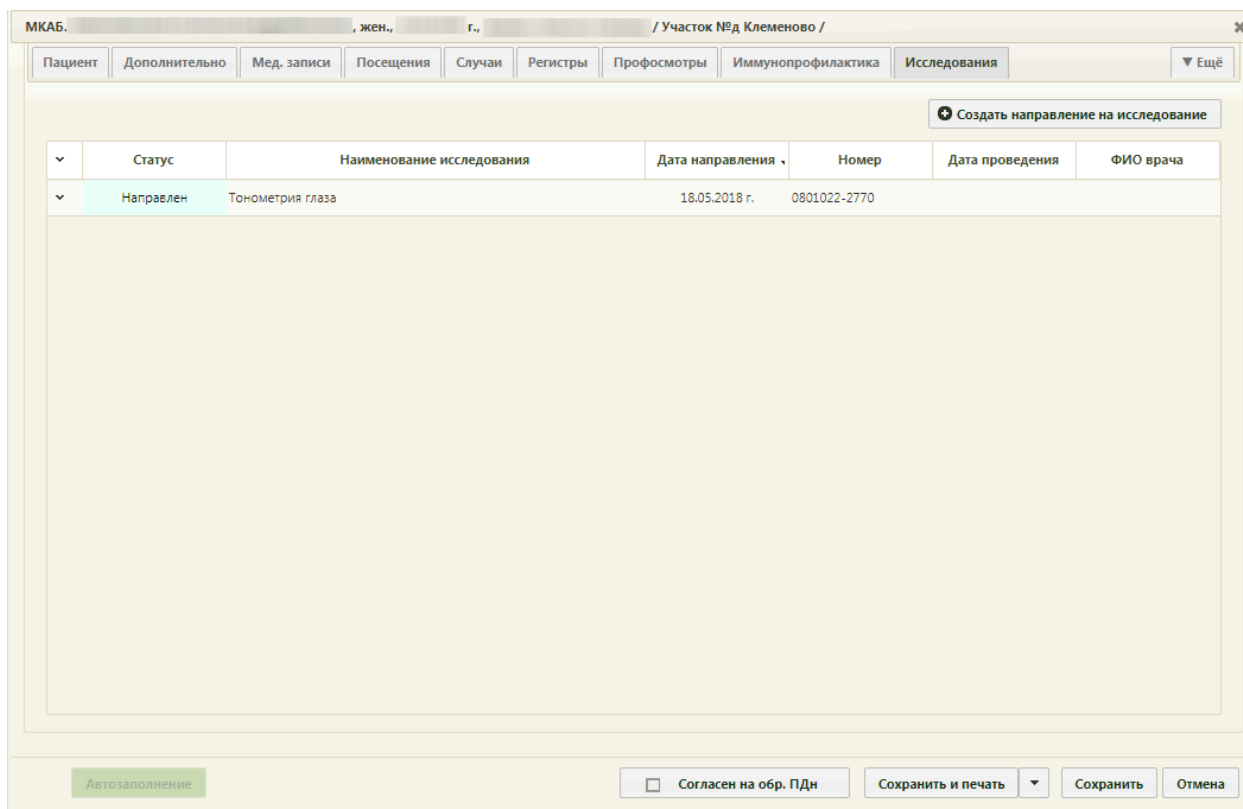 МКАБ. , жен., г., / Участок №д Клеменово /
Пациент Дополнительно Мед. записи Посещения Случаи Регистры Профосмотры Иммунопрофилактика Исследования ▼ Ещё
Создать направление на исследование
Статус Наименование исследования Дата направления Номер Дата проведения ФИО врача
Направлен Тонометрия глаза 18.05.2018 г. 0801022-2770
Автозаполнение Согласен на обр. ПДн Сохранить и печать Сохранить Отмена